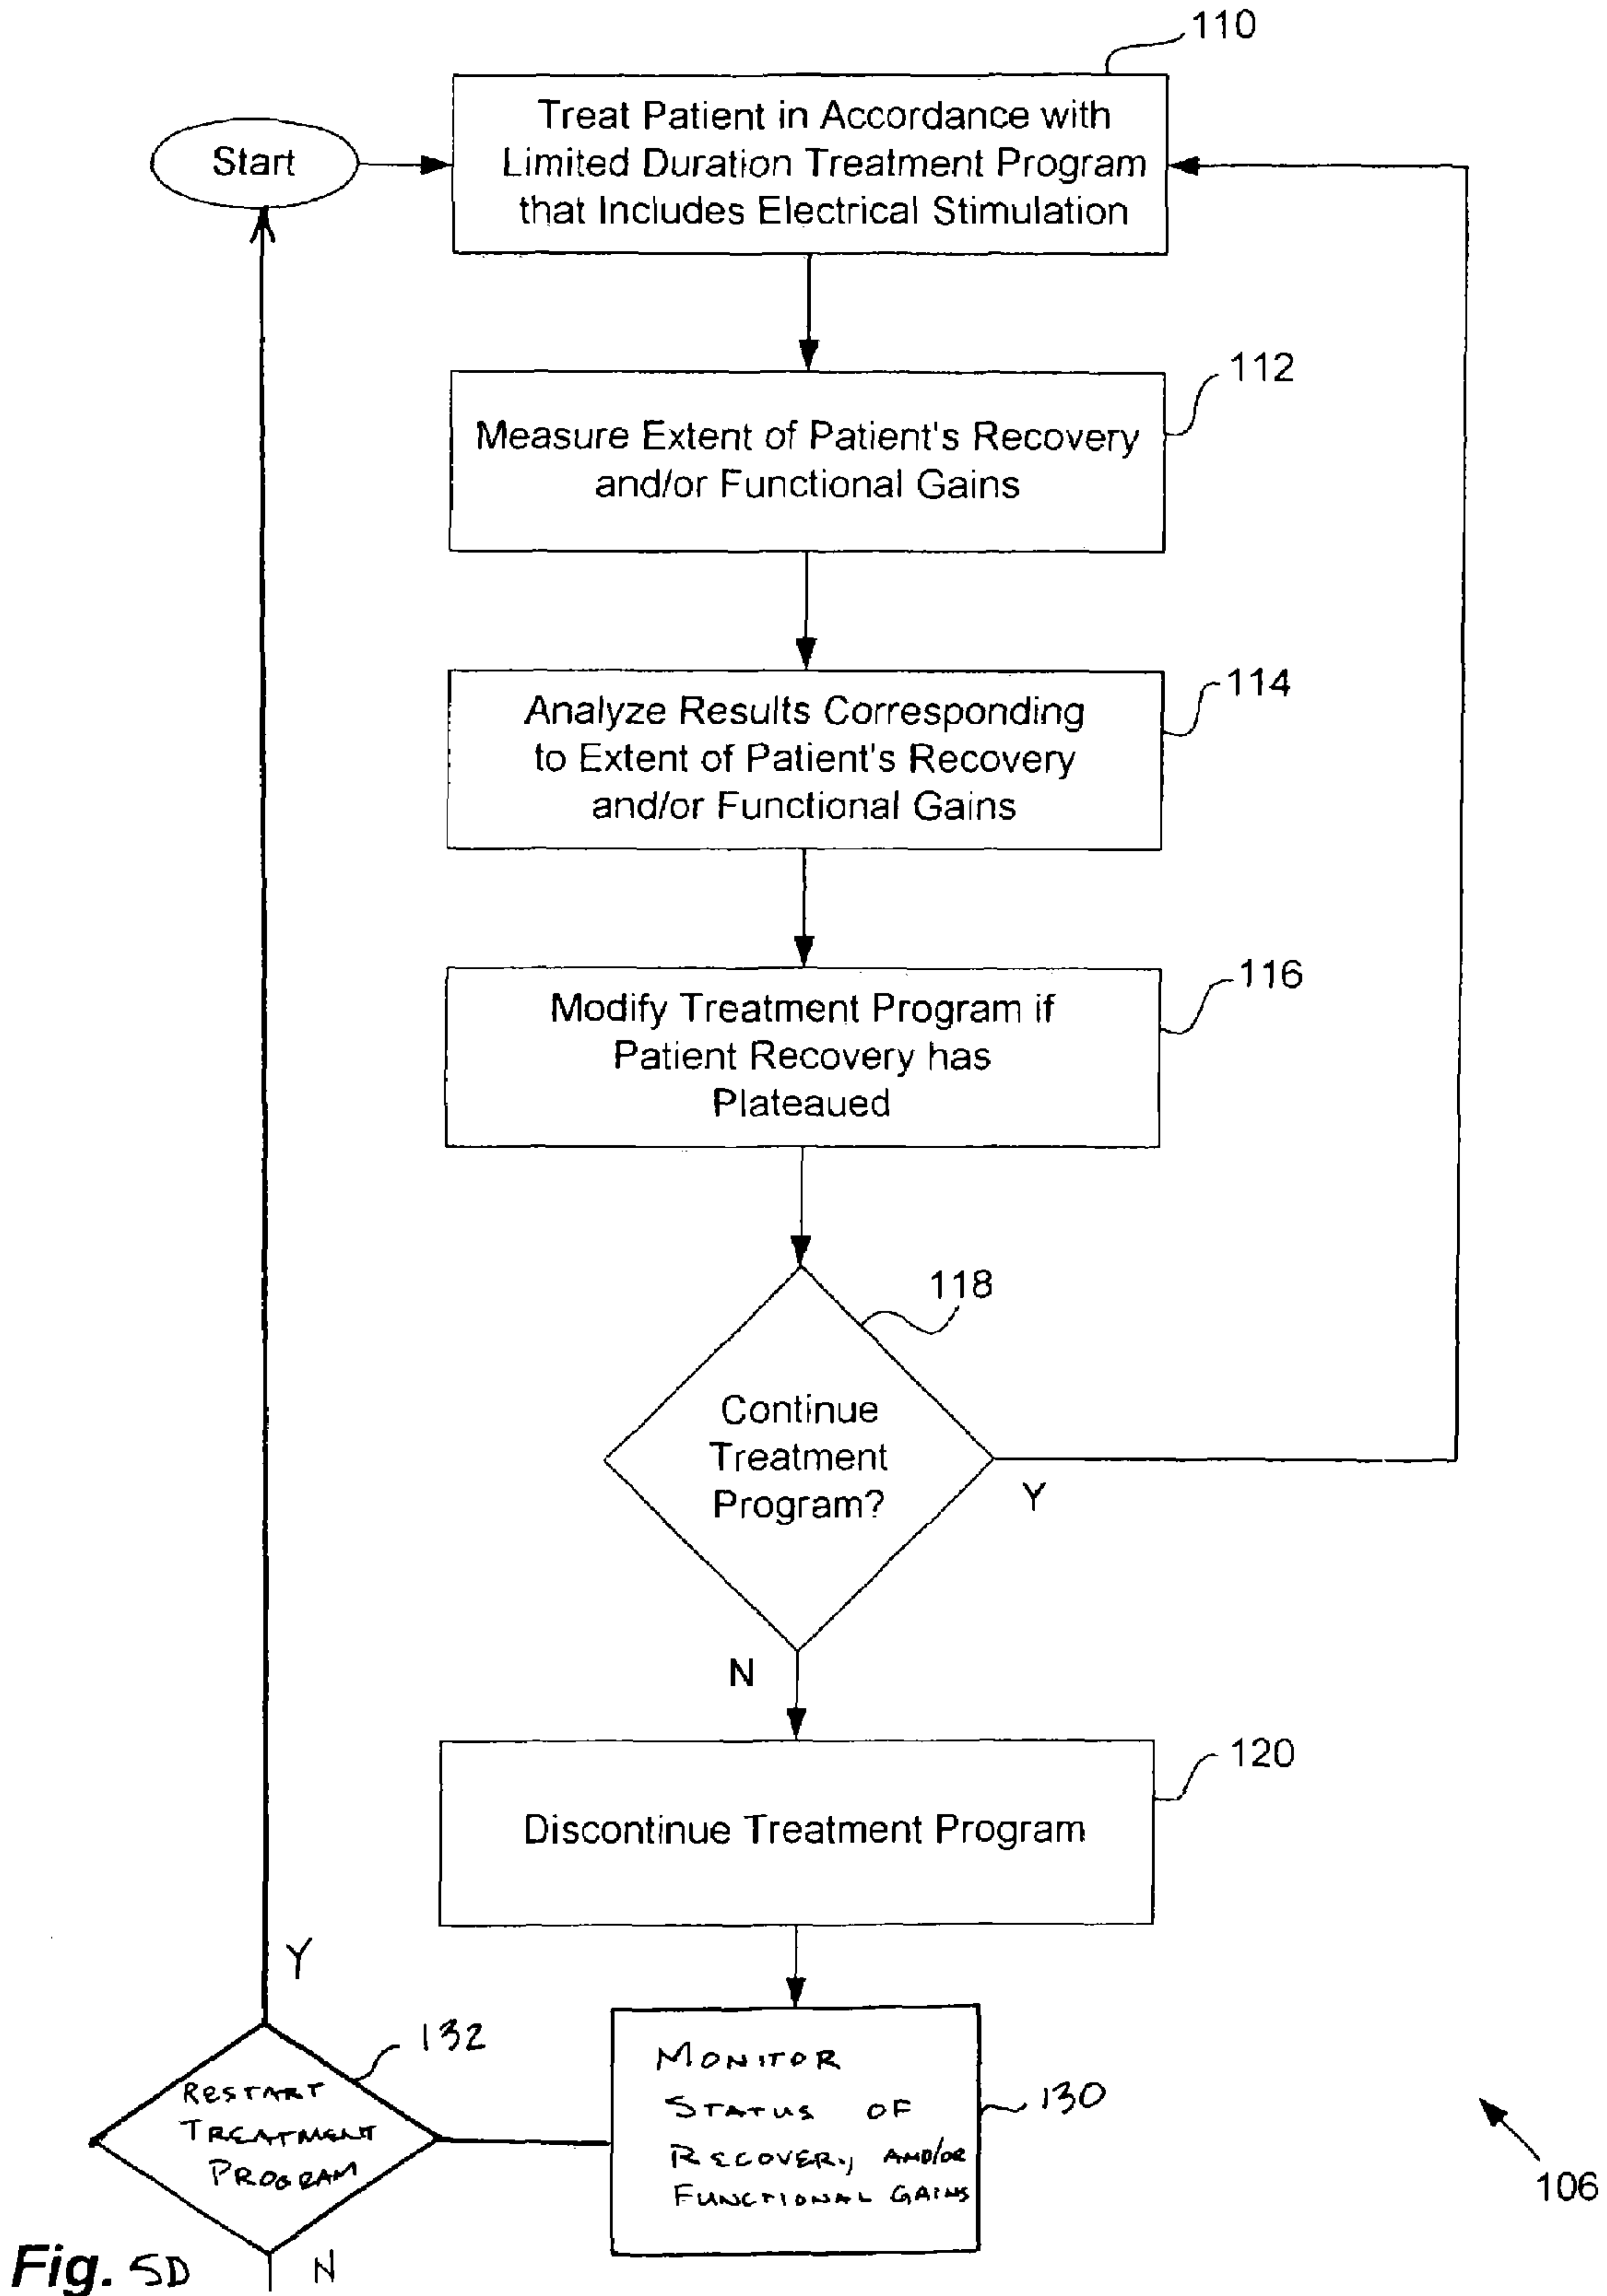 110
Start
Treat Patient in Accordance with
Limited Duration Treatment Program
that Includes Electrical Stimulation
112
Measure Extent of Patient's Recovery
and/or Functional Gains
114
Analyze Results Corresponding
to Extent of Patient's Recovery
and/or Functional Gains
116
Modify Treatment Program if
Patient Recovery has
Plateaued
118
Continue
Treatment
Program?
Y
N
120
Discontinue Treatment Program
Y
132
RESTART
TREATMENT
PROGRAM
N
MONITOR
STATUS OF
RECOVERY AND/OR
FUNCTIONAL GAINS
130
106
Fig. 5D